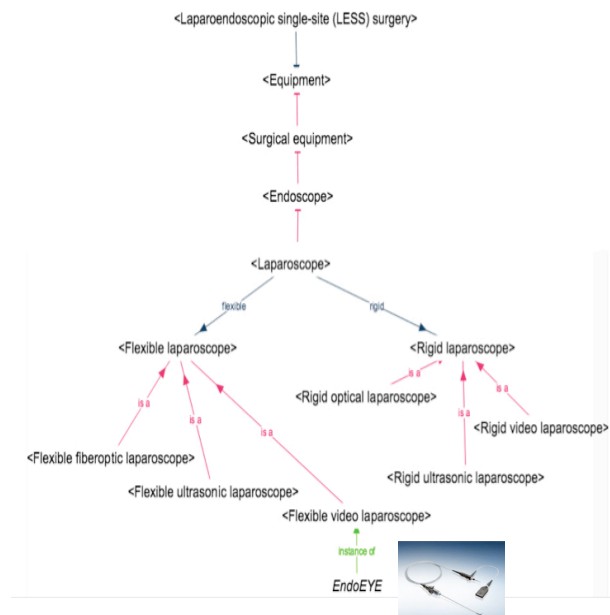 <Laparoendoscopic single-site (LESS) surgery>
<Equipment>
<Surgical equipment>
<Endoscope>
<Laparoscope>
flexible
rigid
<Flexible laparoscope>
<Rigid laparoscope>
is a
is a
is a
is a
is a
is a
<Rigid optical laparoscope>
<Rigid video laparoscope>
<Flexible fiberoptic laparoscope>
<Rigid ultrasonic laparoscope>
<Flexible ultrasonic laparoscope>
<Flexible video laparoscope>
instance of
EndoEYE